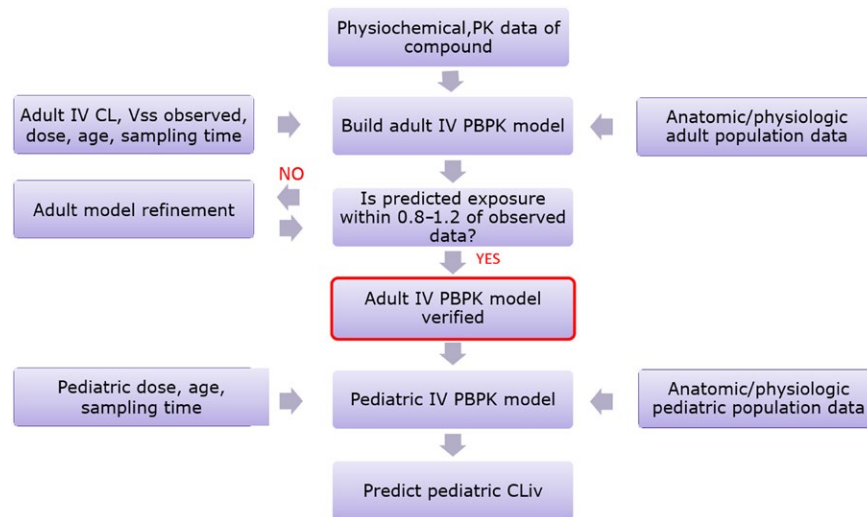 Physiochemical,PK data of
compound
Adult IV CL, Vss observed,
dose, age, sampling time
Build adult IV PBPK model
Anatomic/physiologic
adult population data
NO
Adult model refinement
Is predicted exposure
within 0.8–1.2 of observed
data?
YES
Adult IV PBPK model
verified
Pediatric dose, age,
sampling time
Pediatric IV PBPK model
Anatomic/physiologic
pediatric population data
Predict pediatric CLiv